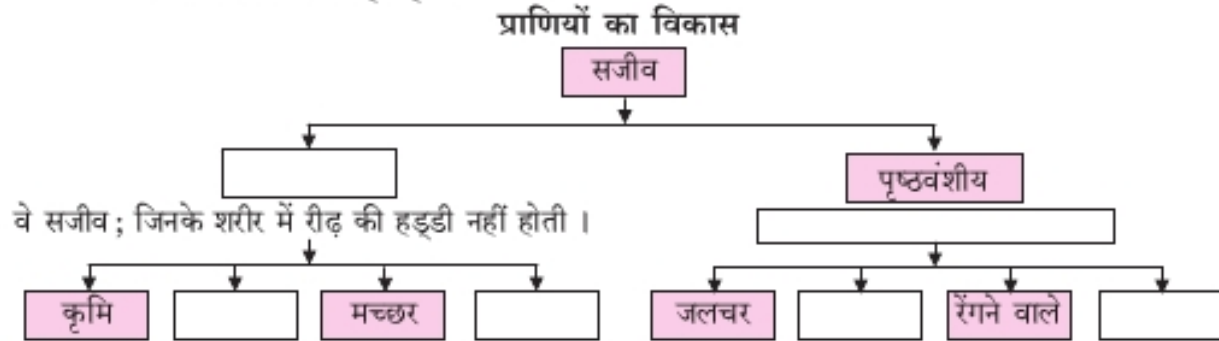 प्राणियों का विकास
सजीव
पृष्ठवंशीय
वे सजीव ; जिनके शरीर में रीढ़ की हड्डी नहीं होती ।
कृमि मच्छर जलचर रेंगने वाले